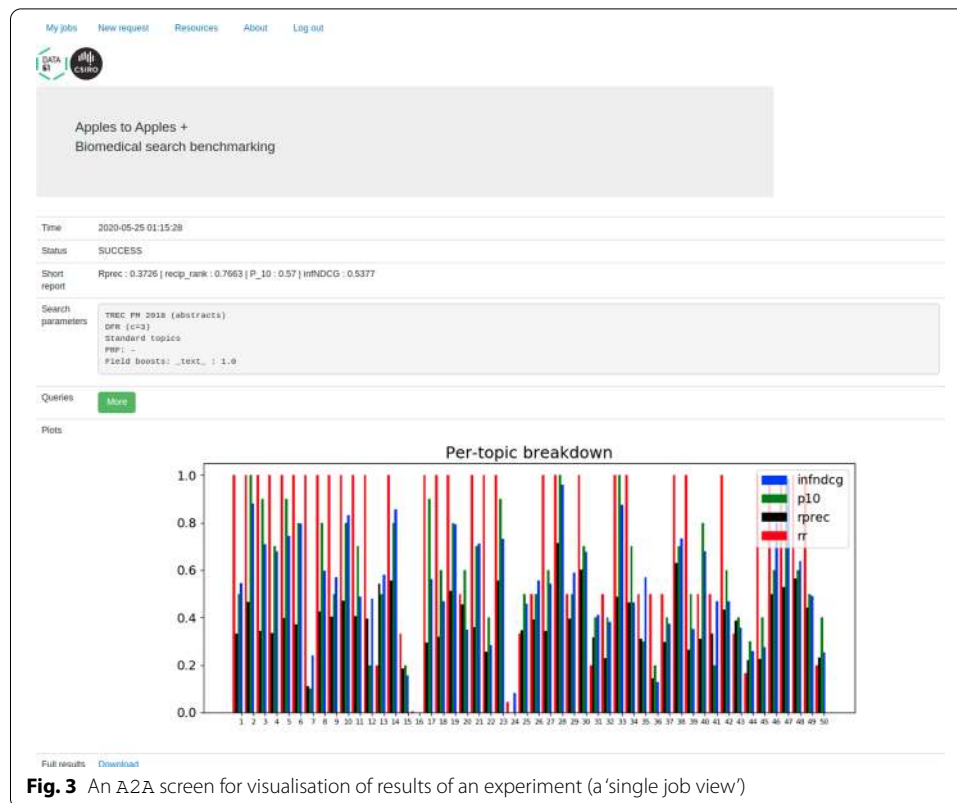 My jobs New request Resources About Log out
DATA
61
CSIRO
Apples to Apples +
Biomedical search benchmarking
Time 2020-05-25 01:15:28
Status SUCCESS
Short report Rprec : 0.3726 | recip_rank : 0.7663 | P_10 : 0.57 | infNDCG : 0.5377
Search parameters
TREC PM 2018 (abstracts)
DFR (c=3)
Standard topics
PRF: -
Field boosts: _text_ : 1.0
Queries More
Plots
Per-topic breakdown
infndcg
p10
rprec
rr
1.0
0.8
0.6
0.4
0.2
0.0
1 2 3 4 5 6 7 8 9 10 11 12 13 14 15 16 17 18 19 20 21 22 23 24 25 26 27 28 29 30 31 32 33 34 35 36 37 38 39 40 41 42 43 44 45 46 47 48 49 50
Full results Download
Fig. 3 An A2A screen for visualisation of results of an experiment (a ‘single job view’)